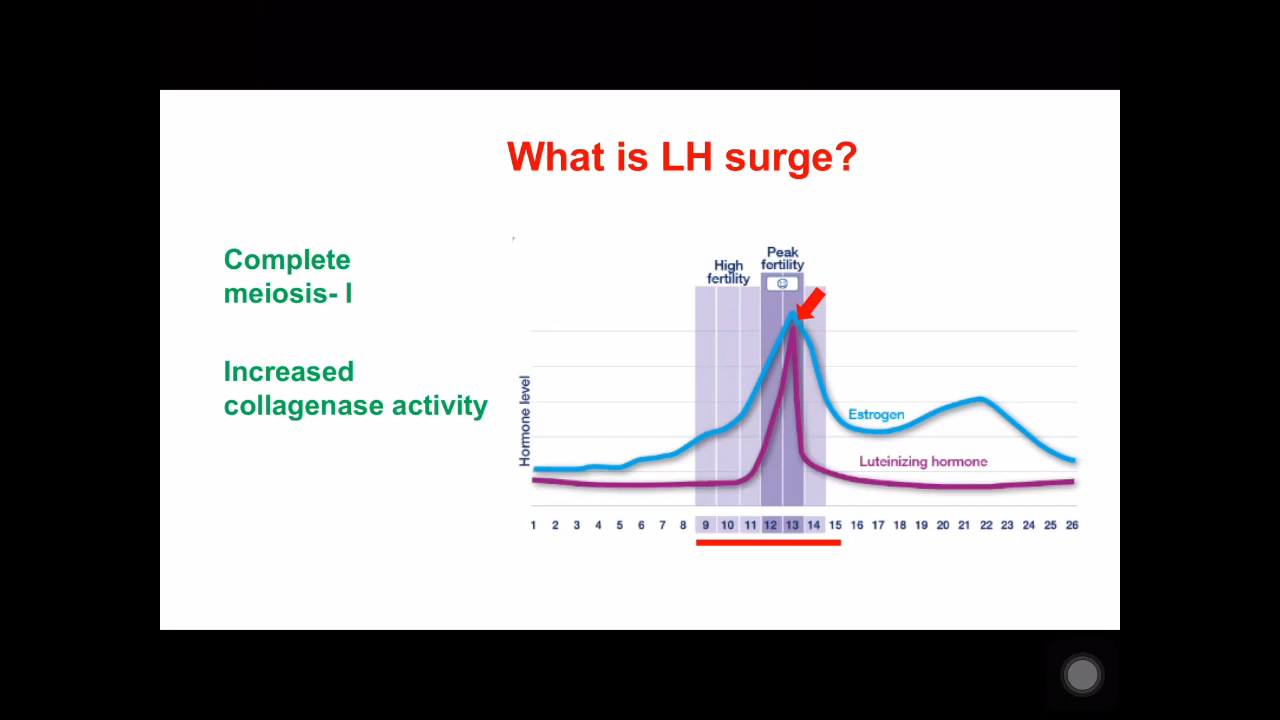 What is LH surge?
Complete
meiosis- I
Increased
collagenase activity
High
fertility
Peak
fertility
Hormone level
Estrogen
Luteinizing hormone
1 2 3 4 5 6 7 8 9 10 11 12 13 14 15 16 17 18 19 20 21 22 23 24 25 26